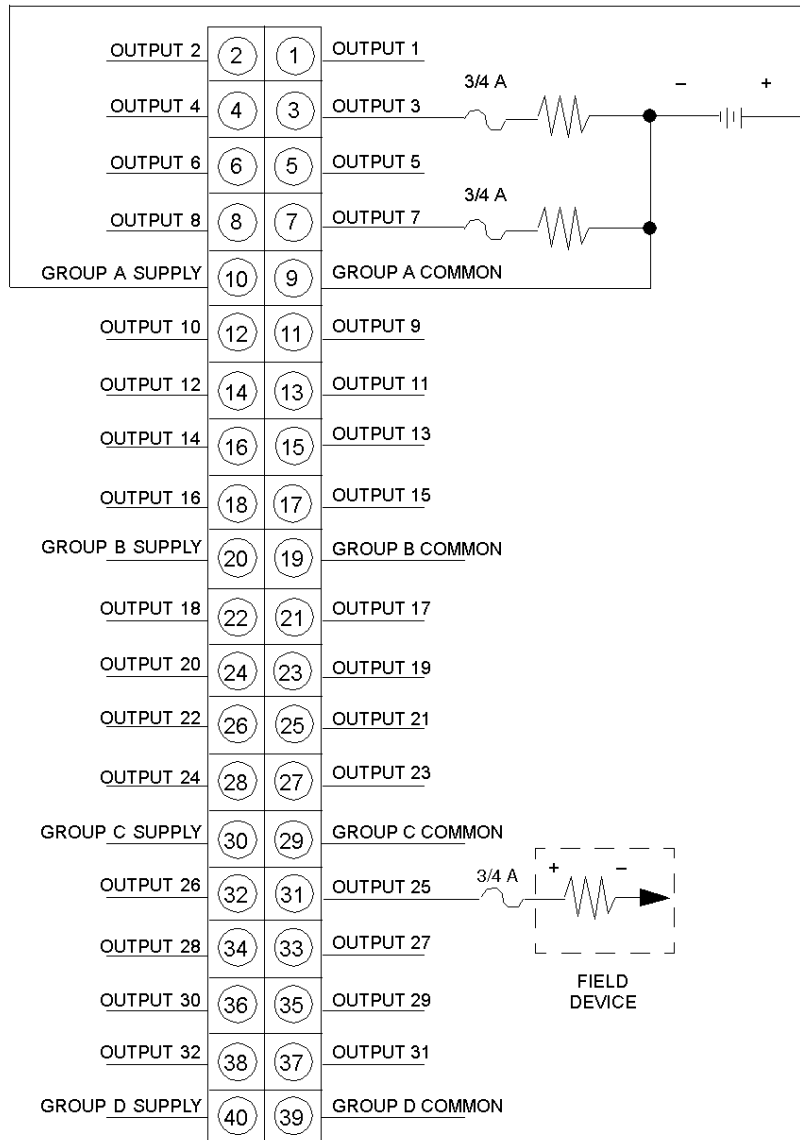 OUTPUT 2 2 1 OUTPUT 1
3/4 A - +
OUTPUT 4 4 3 OUTPUT 3
OUTPUT 6 6 5 OUTPUT 5
3/4 A
OUTPUT 8 8 7 OUTPUT 7
GROUP A SUPPLY 10 9 GROUP A COMMON
OUTPUT 10 12 11 OUTPUT 9
OUTPUT 12 14 13 OUTPUT 11
OUTPUT 14 16 15 OUTPUT 13
OUTPUT 16 18 17 OUTPUT 15
GROUP B SUPPLY 20 19 GROUP B COMMON
OUTPUT 18 22 21 OUTPUT 17
OUTPUT 20 24 23 OUTPUT 19
OUTPUT 22 26 25 OUTPUT 21
OUTPUT 24 28 27 OUTPUT 23
GROUP C SUPPLY 30 29 GROUP C COMMON
3/4 A + -
OUTPUT 26 32 31 OUTPUT 25
OUTPUT 28 34 33 OUTPUT 27
FIELD
DEVICE
OUTPUT 30 36 35 OUTPUT 29
OUTPUT 32 38 37 OUTPUT 31
GROUP D SUPPLY 40 39 GROUP D COMMON